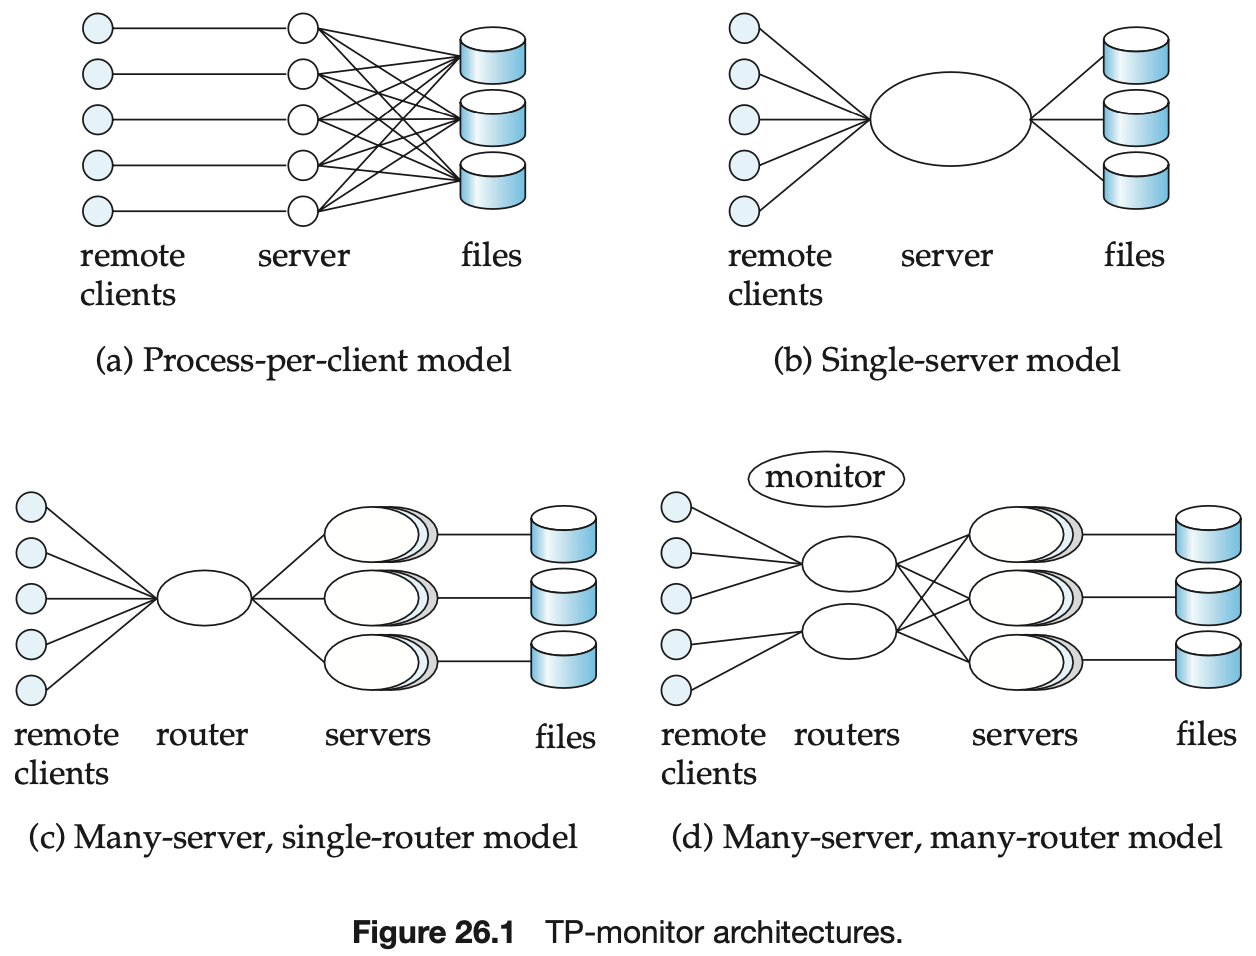 remote server files
clients
(a) Process-per-client model
remote server files
clients
(b) Single-server model
remote router servers files
clients
(c) Many-server, single-router model
monitor
remote routers servers files
clients
(d) Many-server, many-router model
Figure 26.1 TP-monitor architectures.